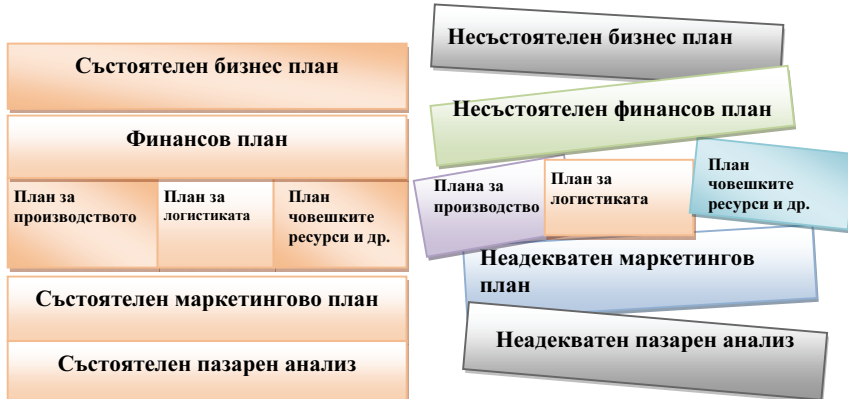 Състоятелен бизнес план
Финансов план
План за
производството
План за
логистиката
План
човешките
ресурси и др.
Състоятелен маркетингово план
Състоятелен пазарен анализ
Несъстоятелен бизнес план
Несъстоятелен финансов план
Плана за
производство
План за
логистиката
План
човешките
ресурси и др.
Неадекватен маркетингов
план
Неадекватен пазарен анализ